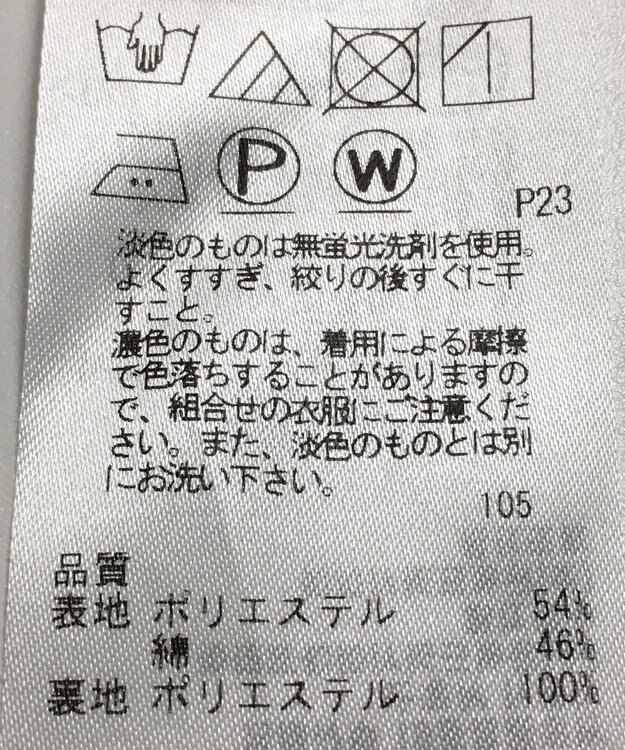 P W
P23
淡色のものは無蛍光洗剤を使用。
よくすすぎ、絞りの後すぐに干
すこと。
濃色のものは、着用による摩擦
で色落ちすることがありますの
で、組合せの衣服にご注意くだ
さい。また、淡色のものとは別
にお洗い下さい。
105
品質
表地 ポリエステル 54%
綿 46%
裏地 ポリエステル 100%